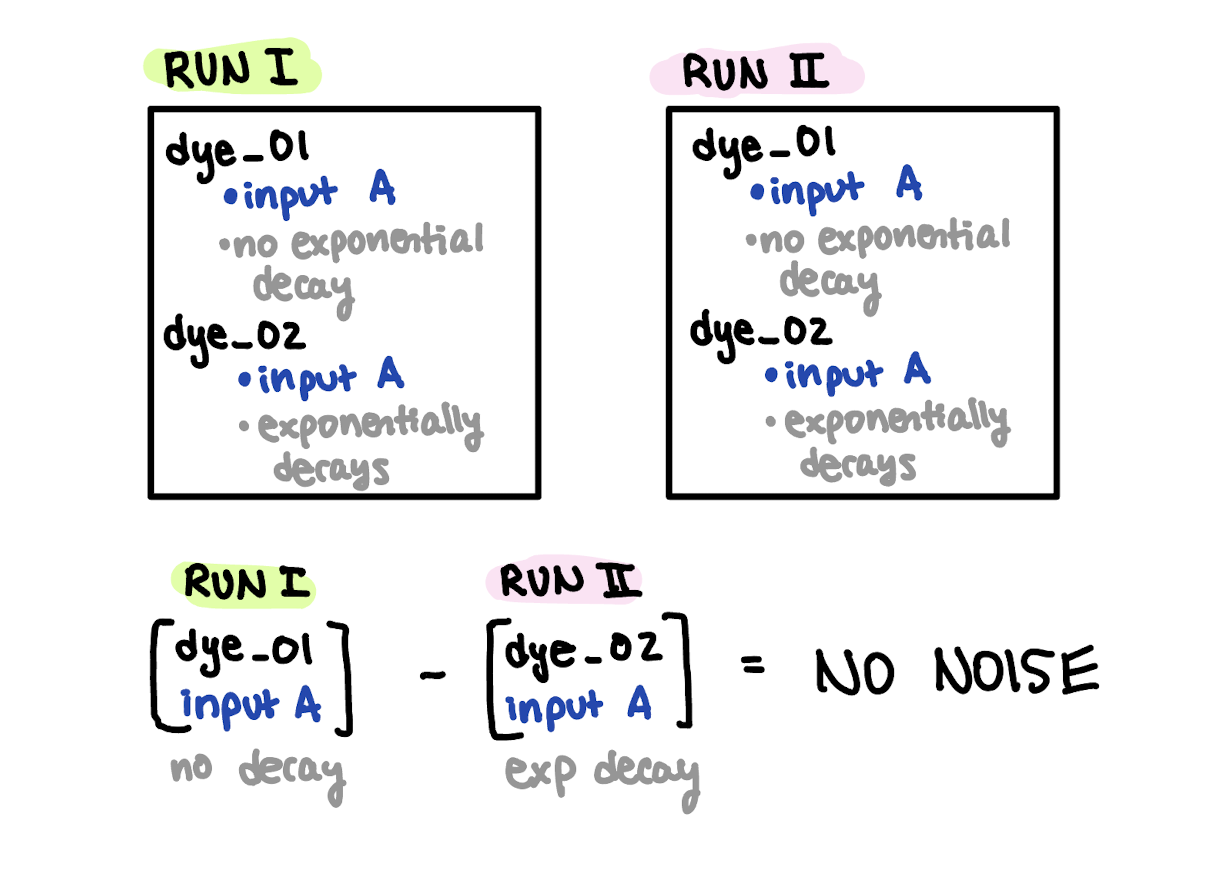 RUN I
dye_01
•input A
•no exponential
decay
dye_02
•input A
•exponentially
decays
RUN II
dye_01
•input A
•no exponential
decay
dye_02
•input A
•exponentially
decays
RUN I RUN II
[dye_01] - [dye_02] = NO NOISE
[input A] [input A]
no decay exp decay